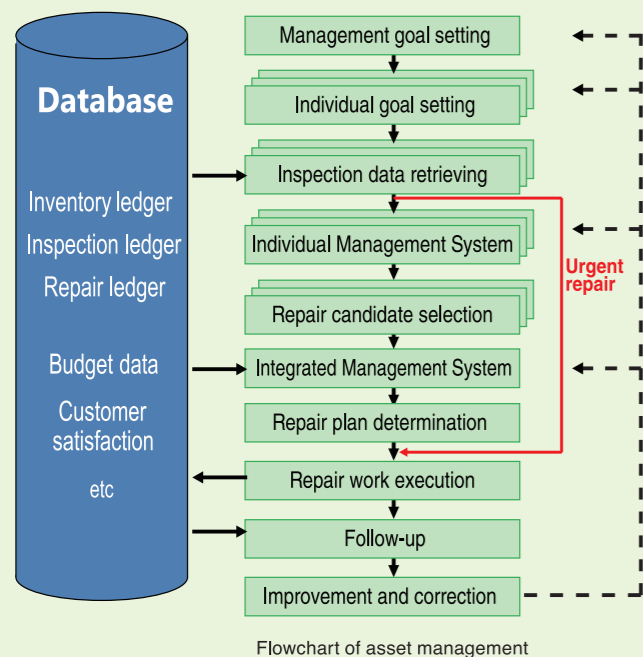 Database
Inventory ledger
Inspection ledger
Repair ledger
Budget data
Customer
satisfaction
etc
Management goal setting
Individual goal setting
Inspection data retrieving
Individual Management System
Repair candidate selection
Integrated Management System
Repair plan determination
Repair work execution
Follow-up
Improvement and correction
Urgent
repair
Flowchart of asset management